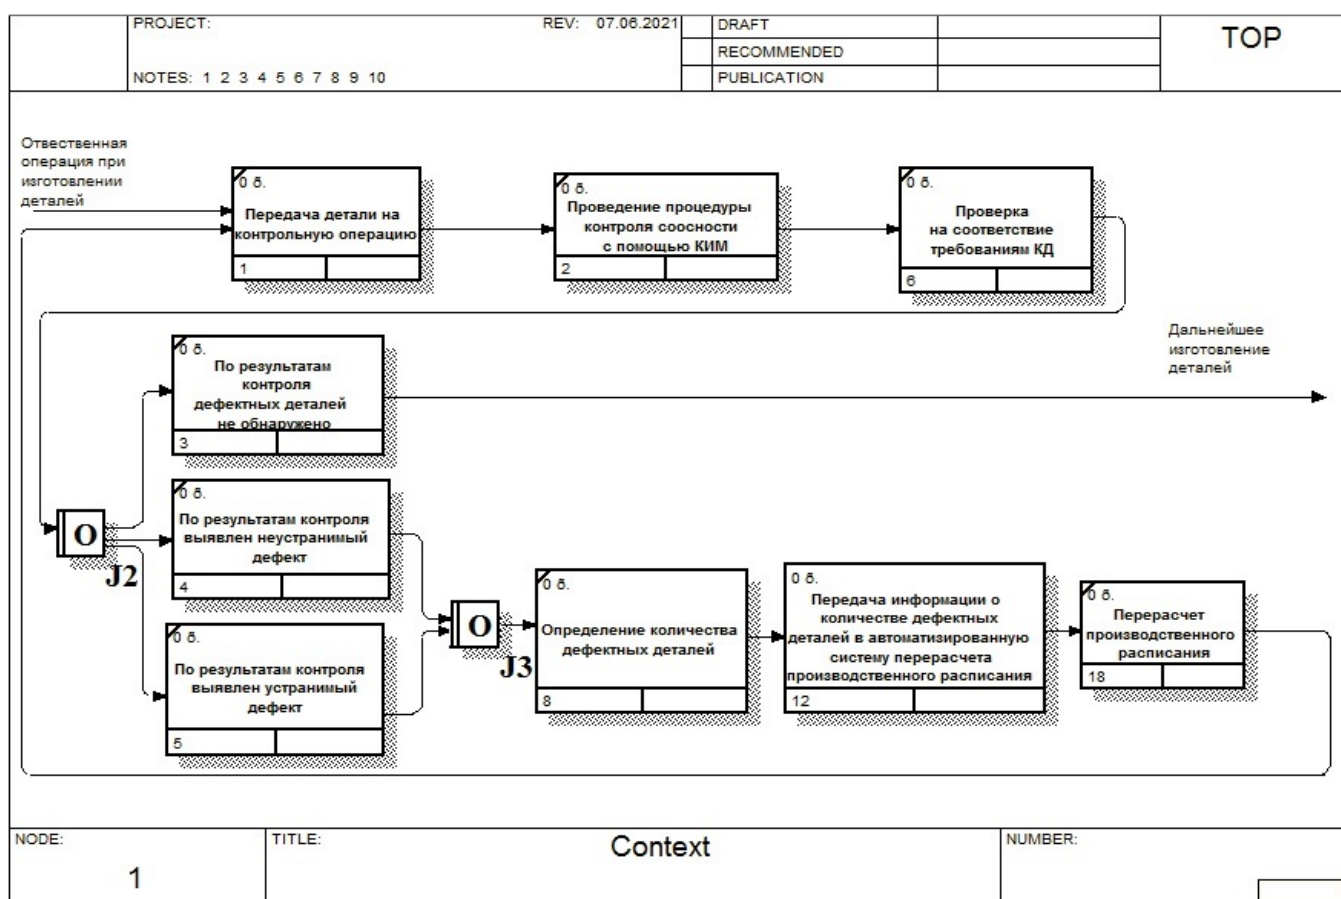 PROJECT:
REV: 07.06.2021
DRAFT
RECOMMENDED
PUBLICATION
TOP
NOTES: 1 2 3 4 5 6 7 8 9 10
Отвественная
операция при
изготовлении
деталей
0 б.
Передача детали на
контрольную операцию
1
0 б.
Проведение процедуры
контроля соосности
с помощью КИМ
2
0 б.
Проверка
на соответствие
требованиям КД
6
Дальнейшее
изготовление
деталей
0 б.
По результатам
контроля
дефектных деталей
не обнаружено
3
O
J2
0 б.
По результатам контроля
выявлен неустранимый
дефект
4
0 б.
По результатам контроля
выявлен устранимый
дефект
5
O
J3
0 б.
Определение количества
дефектных деталей
8
0 б.
Передача информации о
количестве дефектных
деталей в автоматизированную
систему перерасчета
производственного расписания
12
0 б.
Перерасчет
производственного
расписания
18
NODE:
1
TITLE:
Context
NUMBER: